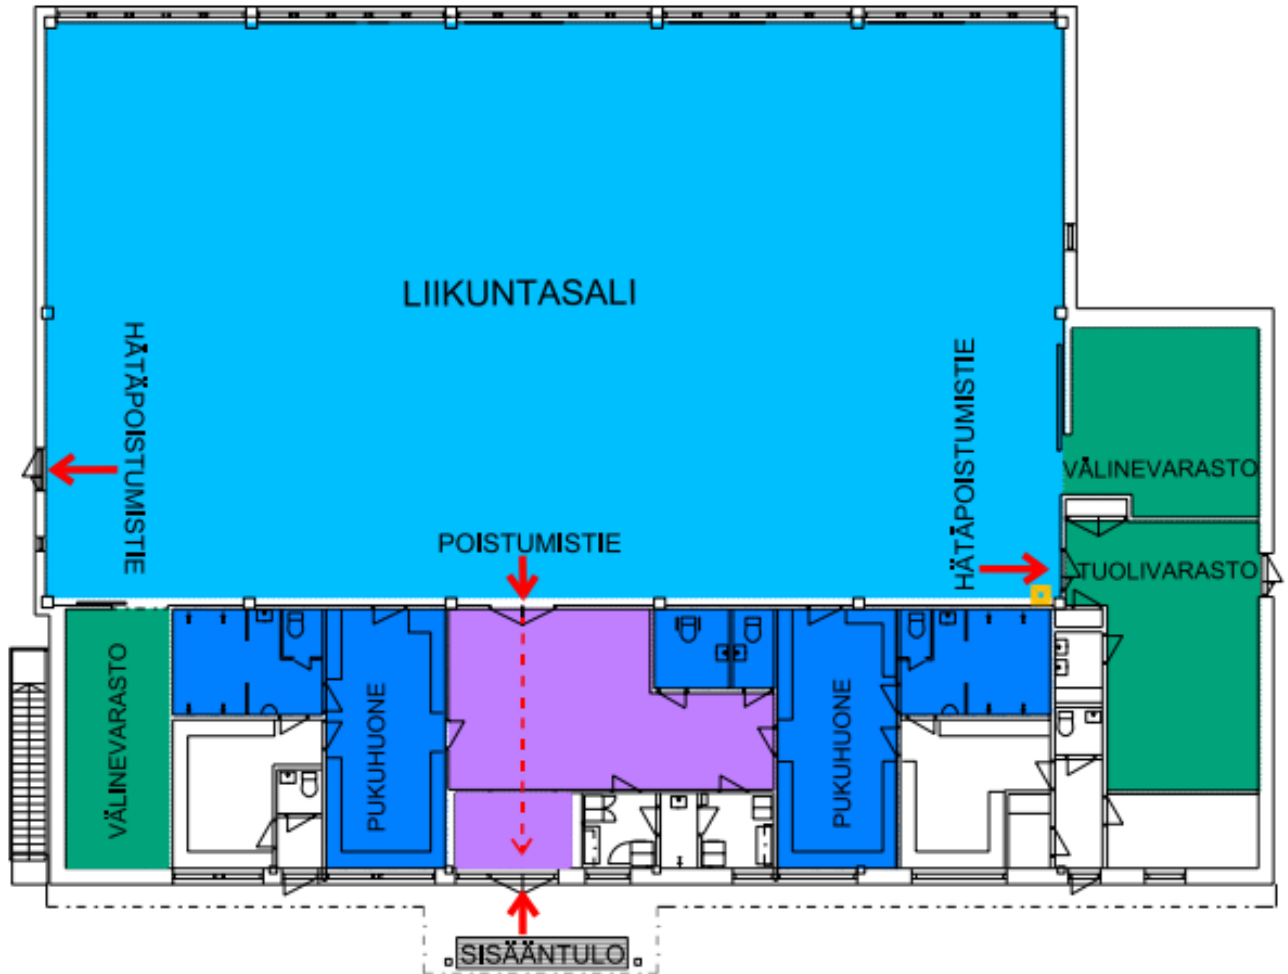 LIIKUNTASALI
HÄTÄPOISTUMISTIE
HÄTÄPOISTUMISTIE
VÄLINEVARASTO
POISTUMISTIE
TUOLIVARASTO
VÄLINEVARASTO
PUKUHUONE
PUKUHUONE
SISÄÄNTULO